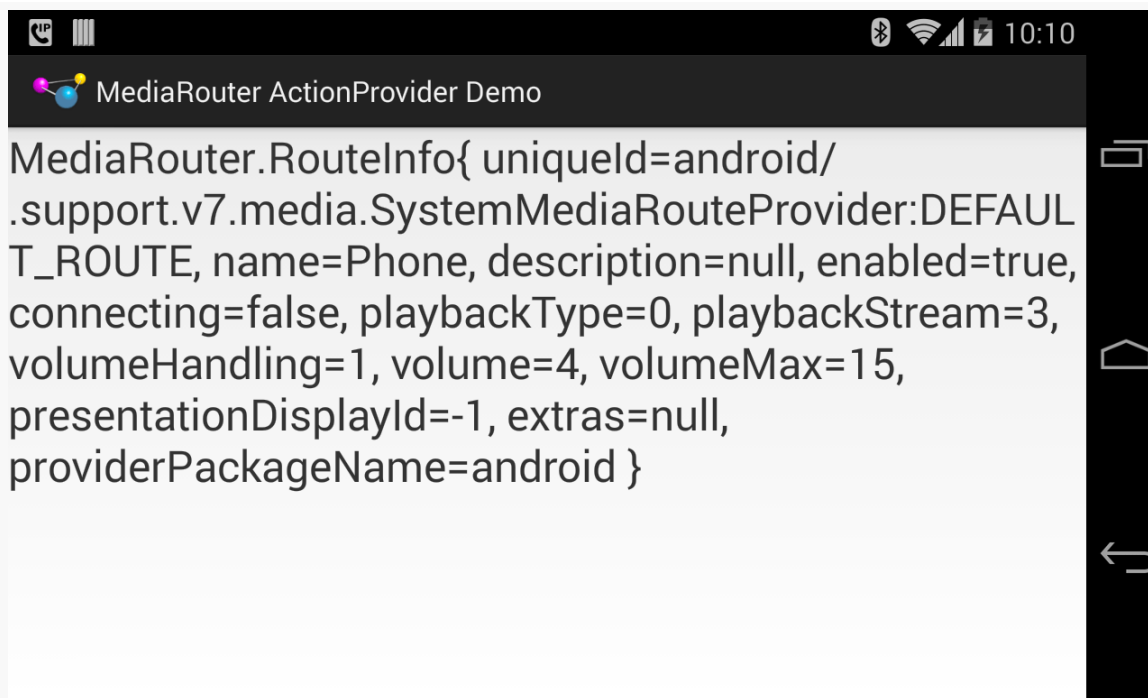 10:10
MediaRouter ActionProvider Demo
MediaRouter.RouteInfo{ uniqueId=android/
.support.v7.media.SystemMediaRouteProvider:DEFAUL
T_ROUTE, name=Phone, description=null, enabled=true,
connecting=false, playbackType=0, playbackStream=3,
volumeHandling=1, volume=4, volumeMax=15,
presentationDisplayId=-1, extras=null,
providerPackageName=android }